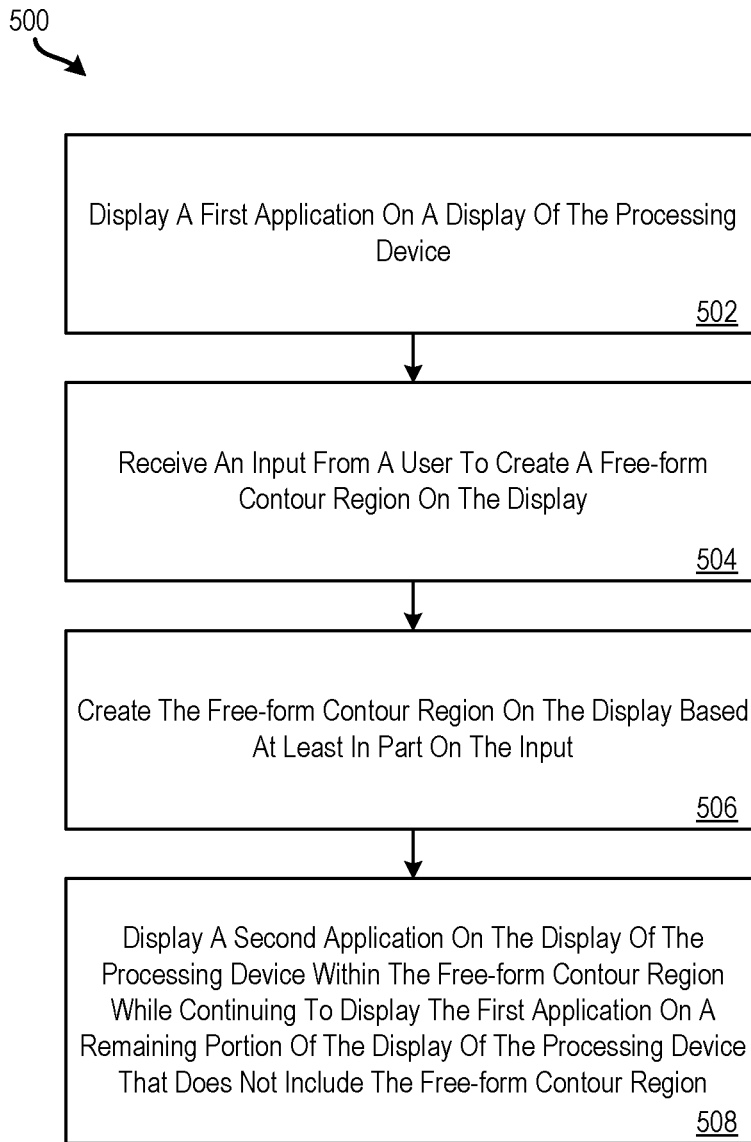 500
Display A First Application On A Display Of The Processing
Device
502
Receive An Input From A User To Create A Free-form
Contour Region On The Display
504
Create The Free-form Contour Region On The Display Based
At Least In Part On The Input
506
Display A Second Application On The Display Of The
Processing Device Within The Free-form Contour Region
While Continuing To Display The First Application On A
Remaining Portion Of The Display Of The Processing Device
That Does Not Include The Free-form Contour Region
508